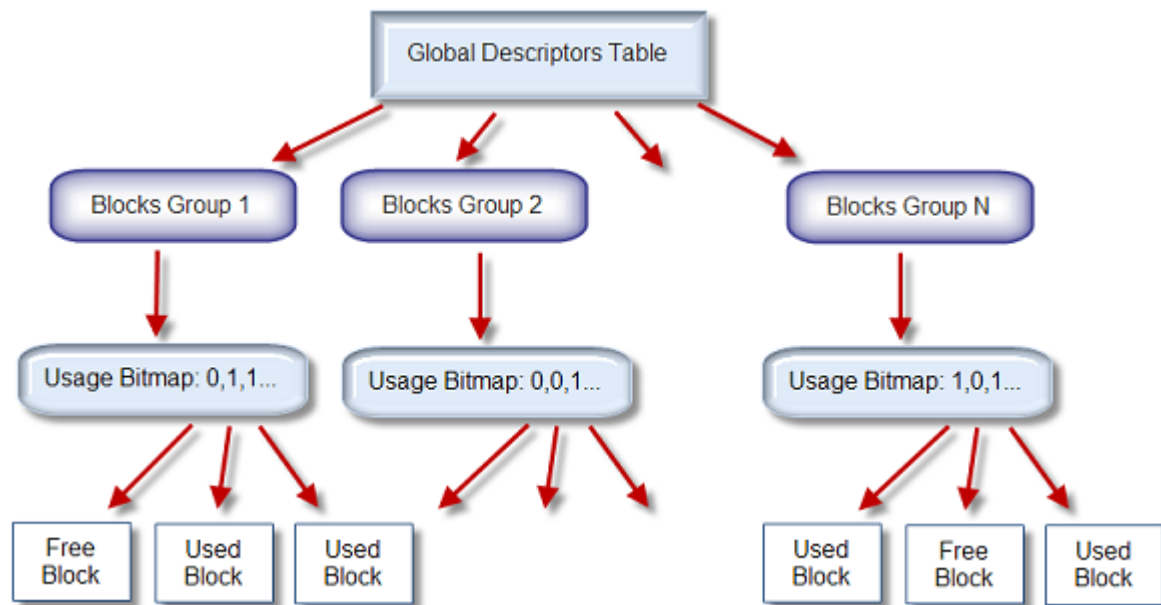 Global Descriptors Table
Blocks Group 1
Blocks Group 2
Blocks Group N
Usage Bitmap: 0,1,1...
Usage Bitmap: 0,0,1...
Usage Bitmap: 1,0,1...
Free
Block
Used
Block
Used
Block
Used
Block
Free
Block
Used
Block